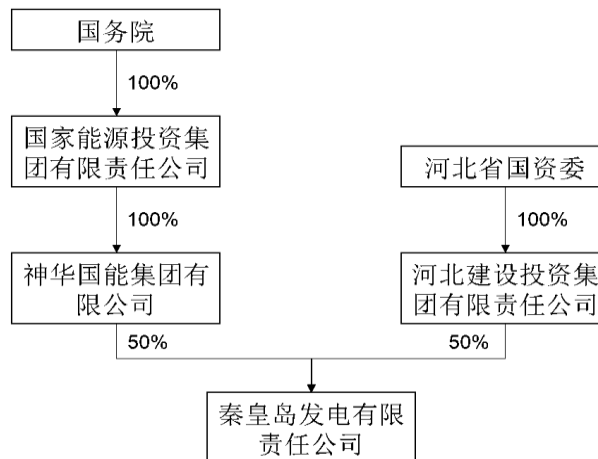 国务院
100%
国家能源投资集
团有限责任公司
河北省国资委
100%
100%
神华国能集团有
限公司
河北建设投资集
团有限责任公司
50%
50%
秦皇岛发电有限
责任公司